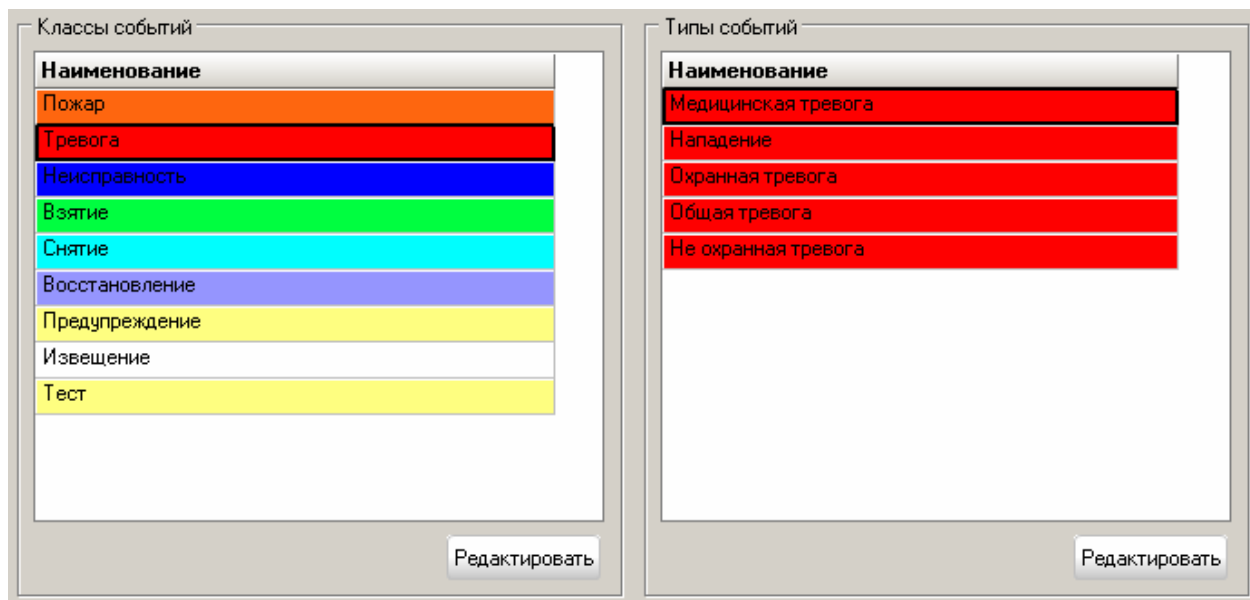 Классы событий
Наименование
Пожар
Тревога
Неисправность
Взятие
Снятие
Восстановление
Предупреждение
Извещение
Тест
Редактировать
Типы событий
Наименование
Медицинская тревога
Нападение
Охранная тревога
Общая тревога
Не охранная тревога
Редактировать